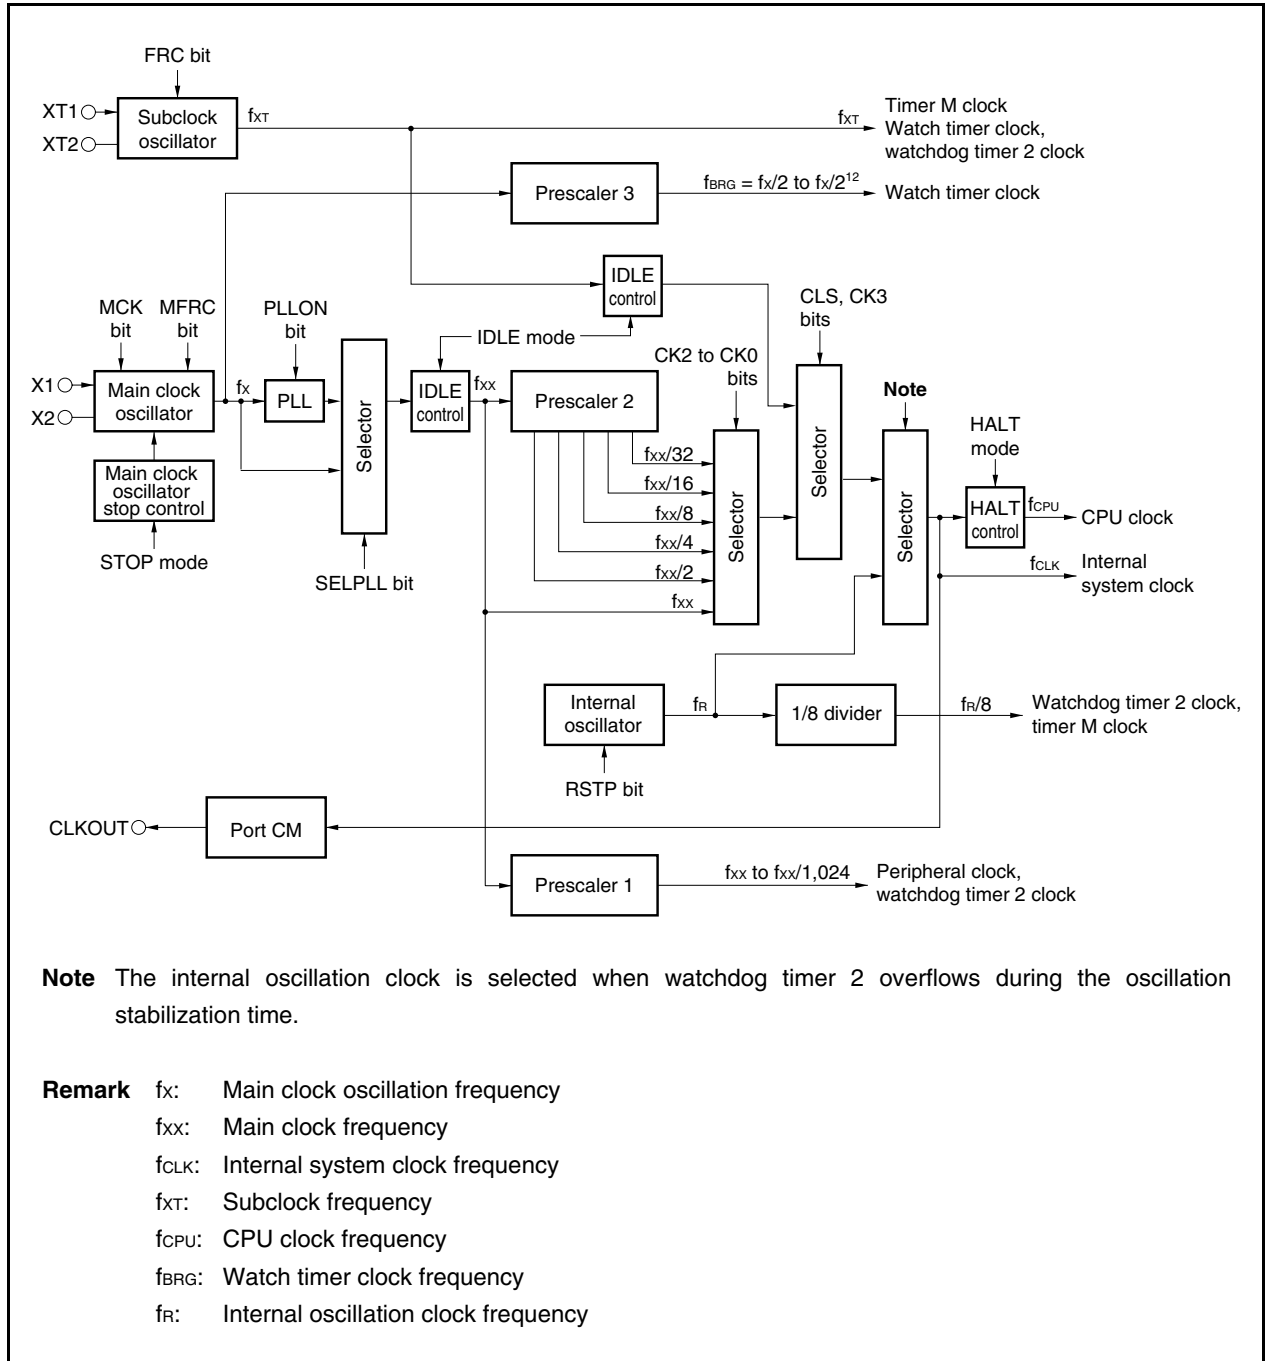 FRC bit
XT1
XT2
Subclock
oscillator
fXT
fXT
Timer M clock
Watch timer clock,
watchdog timer 2 clock
Prescaler 3
fBRG = fX/2 to fX/2¹²
Watch timer clock
IDLE
control
MCK
bit
MFRC
bit
PLLON
bit
IDLE mode
CLS, CK3
bits
CK2 to CK0
bits
X1
X2
Main clock
oscillator
fX
PLL
Selector
IDLE
control
fXX
Prescaler 2
Note
HALT
mode
Main clock
oscillator
stop control
STOP mode
SELPLL bit
fXX/32
fXX/16
fXX/8
fXX/4
fXX/2
fXX
Selector
Selector
Selector
HALT
control
fCPU
CPU clock
fCLK
Internal
system clock
Internal
oscillator
fR
1/8 divider
fR/8
Watchdog timer 2 clock,
timer M clock
RSTP bit
CLKOUT
Port CM
Prescaler 1
fXX to fXX/1,024
Peripheral clock,
watchdog timer 2 clock
Note The internal oscillation clock is selected when watchdog timer 2 overflows during the oscillation
stabilization time.
Remark fX: Main clock oscillation frequency
fXX: Main clock frequency
fCLK: Internal system clock frequency
fXT: Subclock frequency
fCPU: CPU clock frequency
fBRG: Watch timer clock frequency
fR: Internal oscillation clock frequency